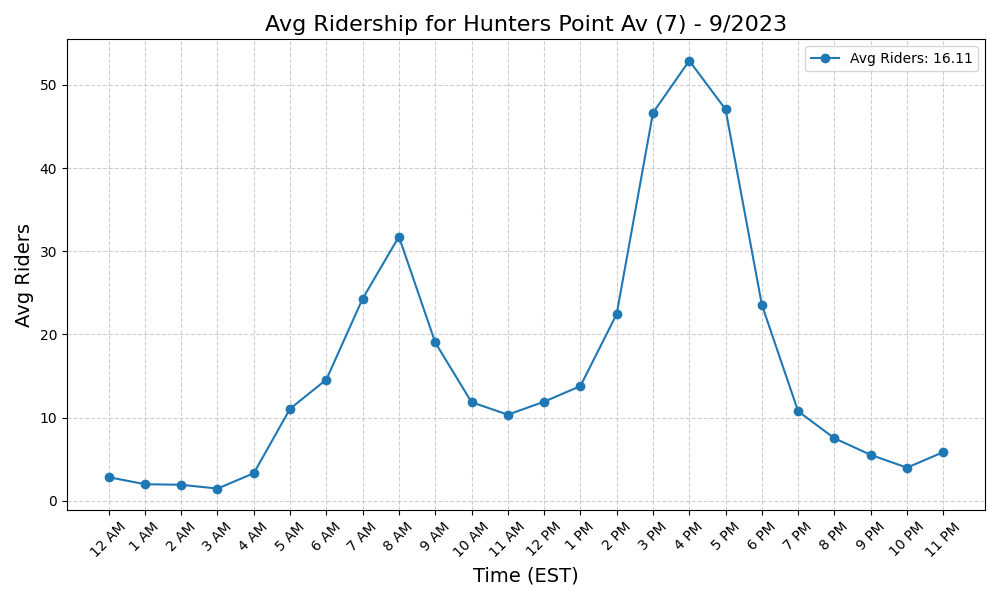 Avg Ridership for Hunters Point Av (7) - 9/2023
Avg Riders: 16.11
Avg Riders
50
40
30
20
10
0
12 AM
1 AM
2 AM
3 AM
4 AM
5 AM
6 AM
7 AM
8 AM
9 AM
10 AM
11 AM
12 PM
1 PM
2 PM
3 PM
4 PM
5 PM
6 PM
7 PM
8 PM
9 PM
10 PM
11 PM
Time (EST)